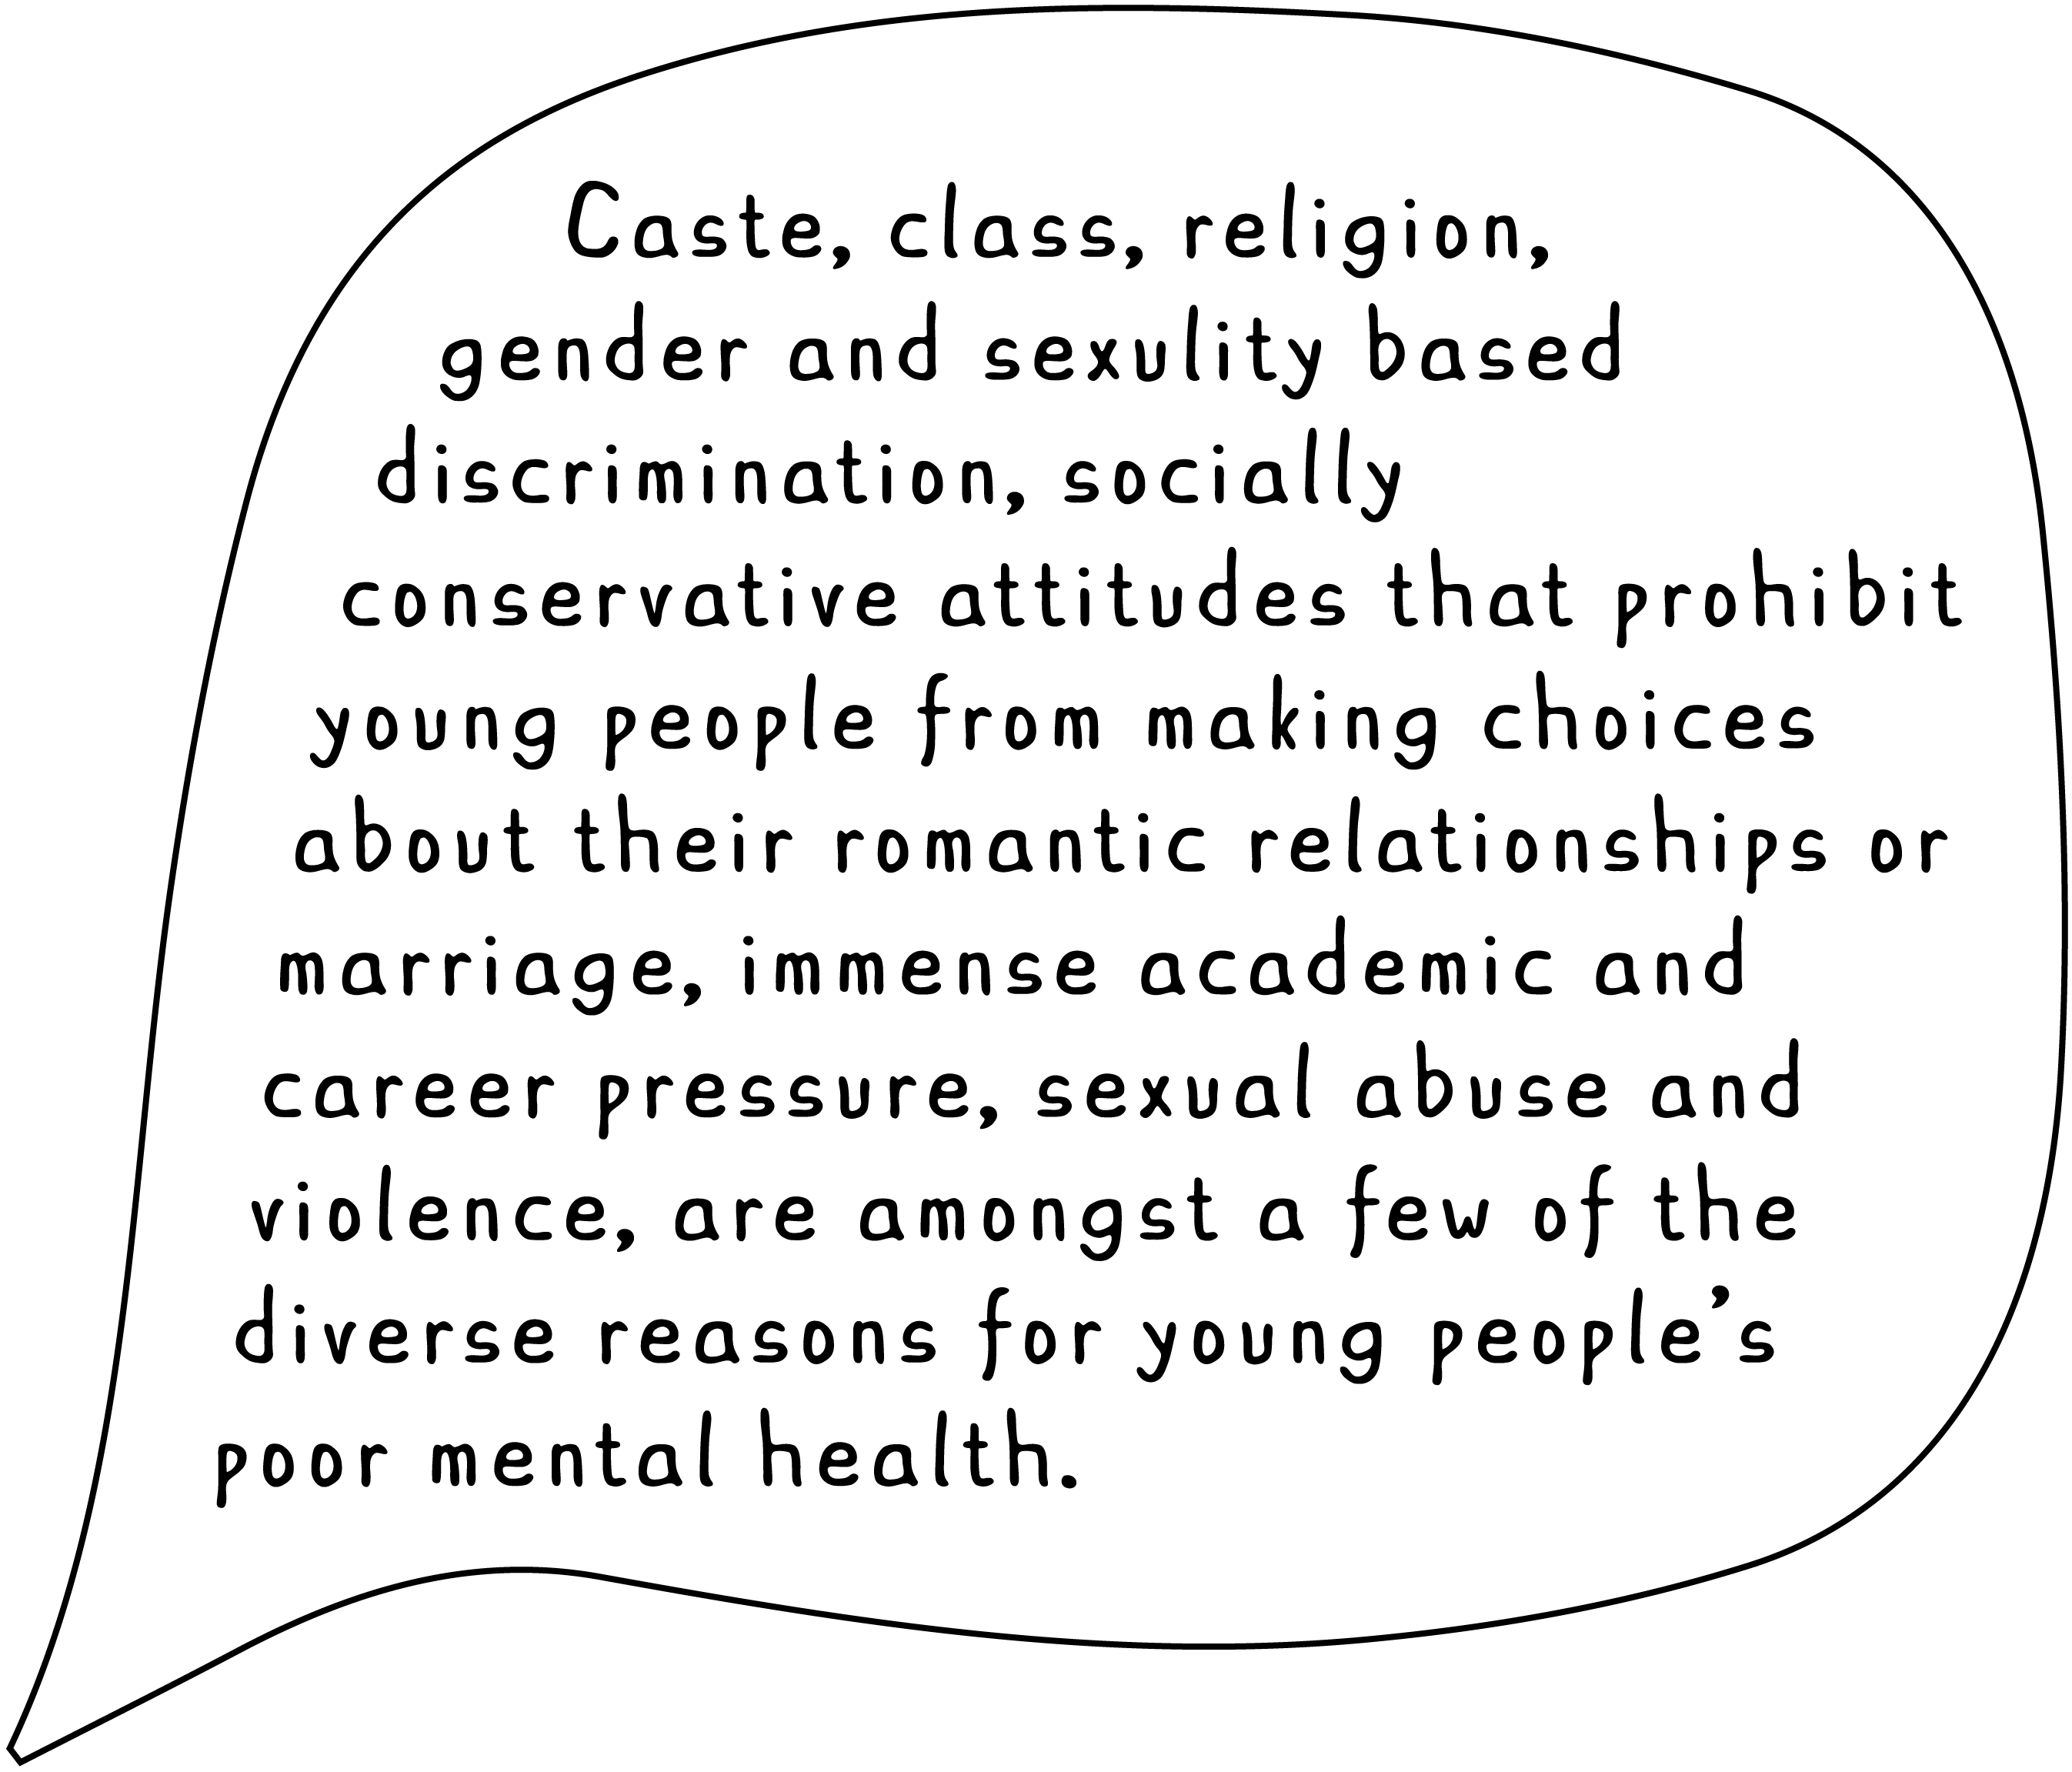 Caste, class, religion,
gender and sexulity based
discrimination, socially
conservative attitudes that prohibit
young people from making choices
about their romantic relationships or
marriage, immense academic and
career pressure, sexual abuse and
violence, are amongst a few of the
diverse reasons for young people's
poor mental health.